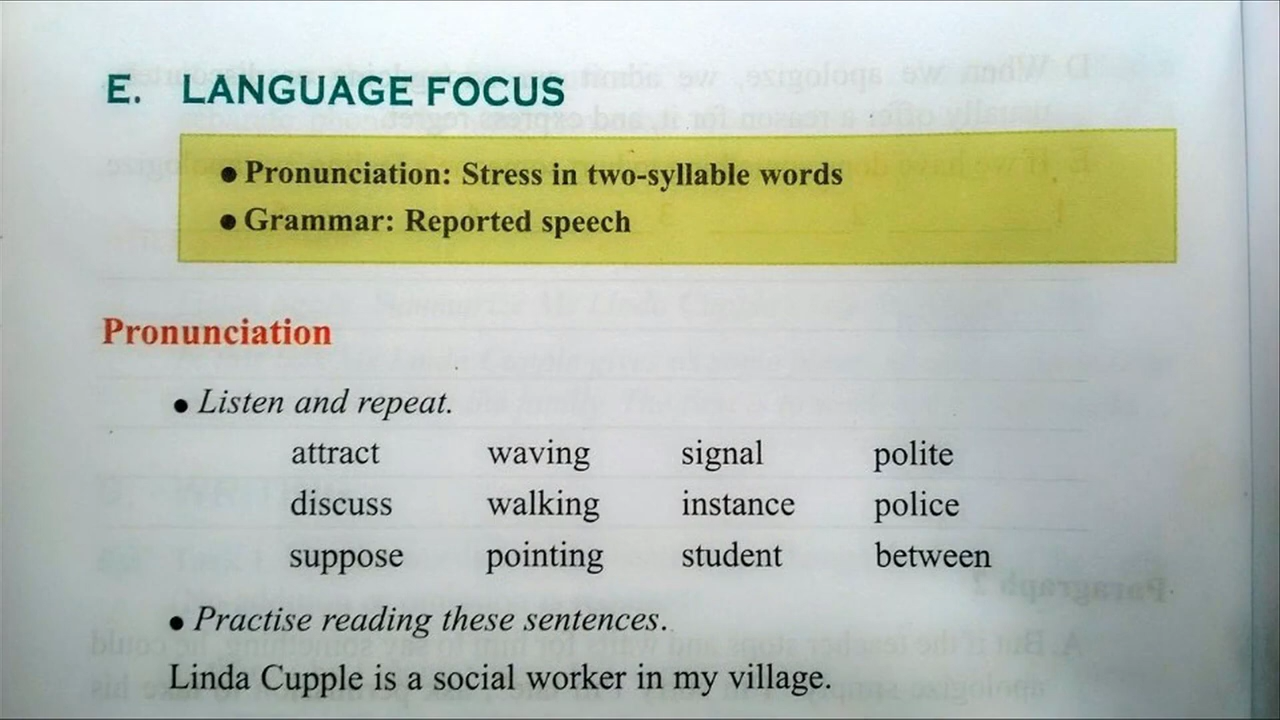 E. LANGUAGE FOCUS
● Pronunciation: Stress in two-syllable words
● Grammar: Reported speech
Pronunciation
● Listen and repeat.
attract waving signal polite
discuss walking instance police
suppose pointing student between
● Practise reading these sentences.
Linda Cupple is a social worker in my village.